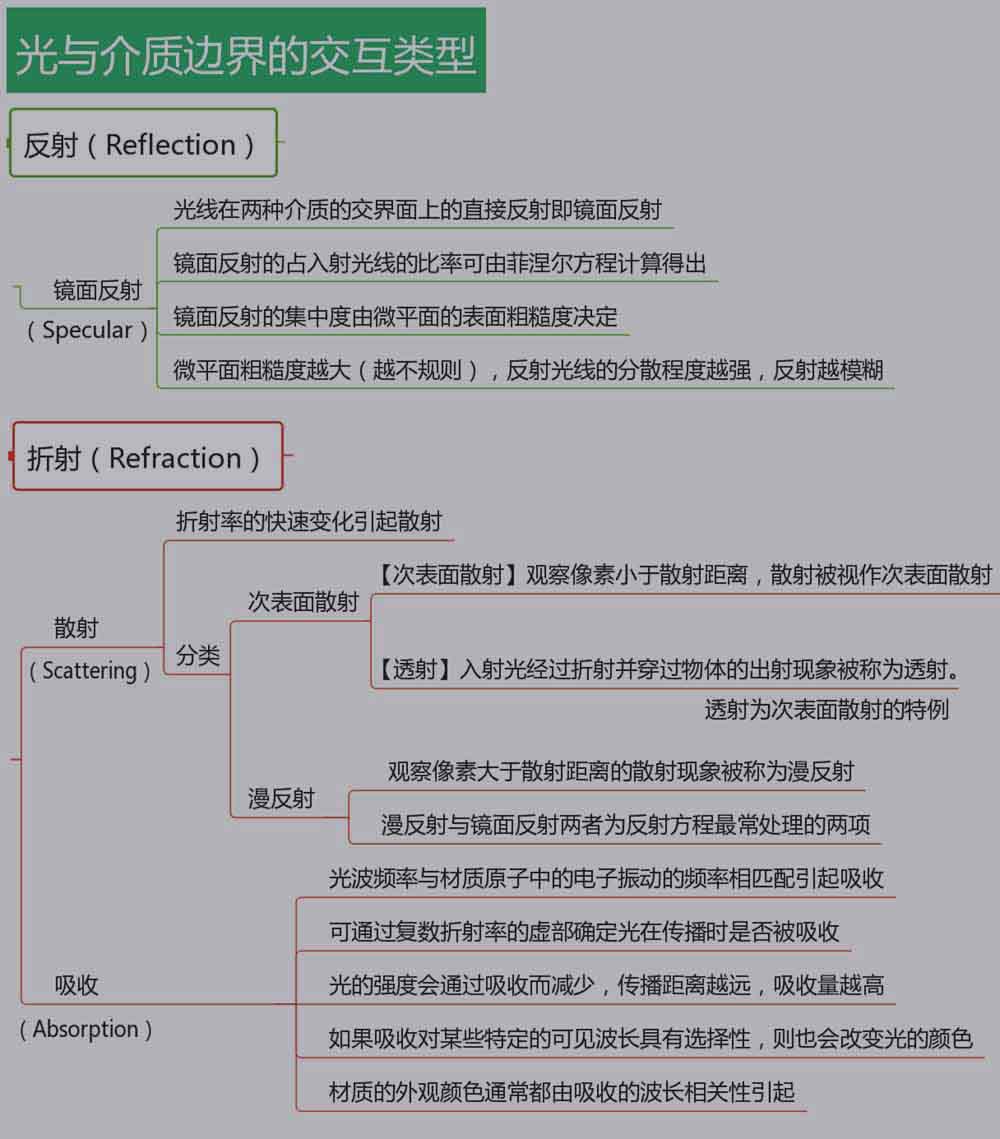 光与介质边界的交互类型
反射（Reflection）
光线在两种介质的交界面上的直接反射即镜面反射
镜面反射的占入射光线的比率可由菲涅尔方程计算得出
镜面反射
（Specular）
镜面反射的集中度由微平面的表面粗糙度决定
微平面粗糙度越大（越不规则），反射光线的分散程度越强，反射越模糊
折射（Refraction）
折射率的快速变化引起散射
【次表面散射】观察像素小于散射距离，散射被视作次表面散射
次表面散射
散射
（Scattering）
分类
【透射】入射光经过折射并穿过物体的出射现象被称为透射。
透射为次表面散射的特例
观察像素大于散射距离的散射现象被称为漫反射
漫反射
漫反射与镜面反射两者为反射方程最常处理的两项
光波频率与材质原子中的电子振动的频率相匹配引起吸收
可通过复数折射率的虚部确定光在传播时是否被吸收
吸收
（Absorption）
光的强度会通过吸收而减少，传播距离越远，吸收量越高
如果吸收对某些特定的可见波长具有选择性，则也会改变光的颜色
材质的外观颜色通常都由吸收的波长相关性引起